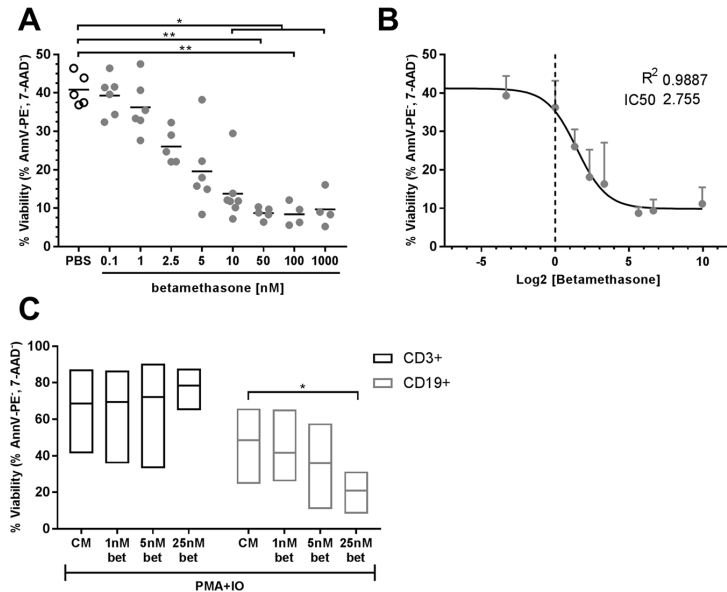 A
*
**
**
% Viability (% AnnV-PE⁻, 7-AAD⁻)
50
40
30
20
10
0
PBS 0.1 1 2.5 5 10 50 100 1000
betamethasone [nM]
B
% Viability (% AnnV-PE⁻, 7-AAD⁻)
50
40
30
20
10
0
R² 0.9887
IC50 2.755
-5 0 5 10
Log2 [Betamethasone]
C
% Viability (% AnnV-PE⁻, 7-AAD⁻)
100
80
60
40
20
0
*
CD3+
CD19+
CM 1nM 5nM 25nM CM 1nM 5nM 25nM
bet bet bet bet bet bet
PMA+IO